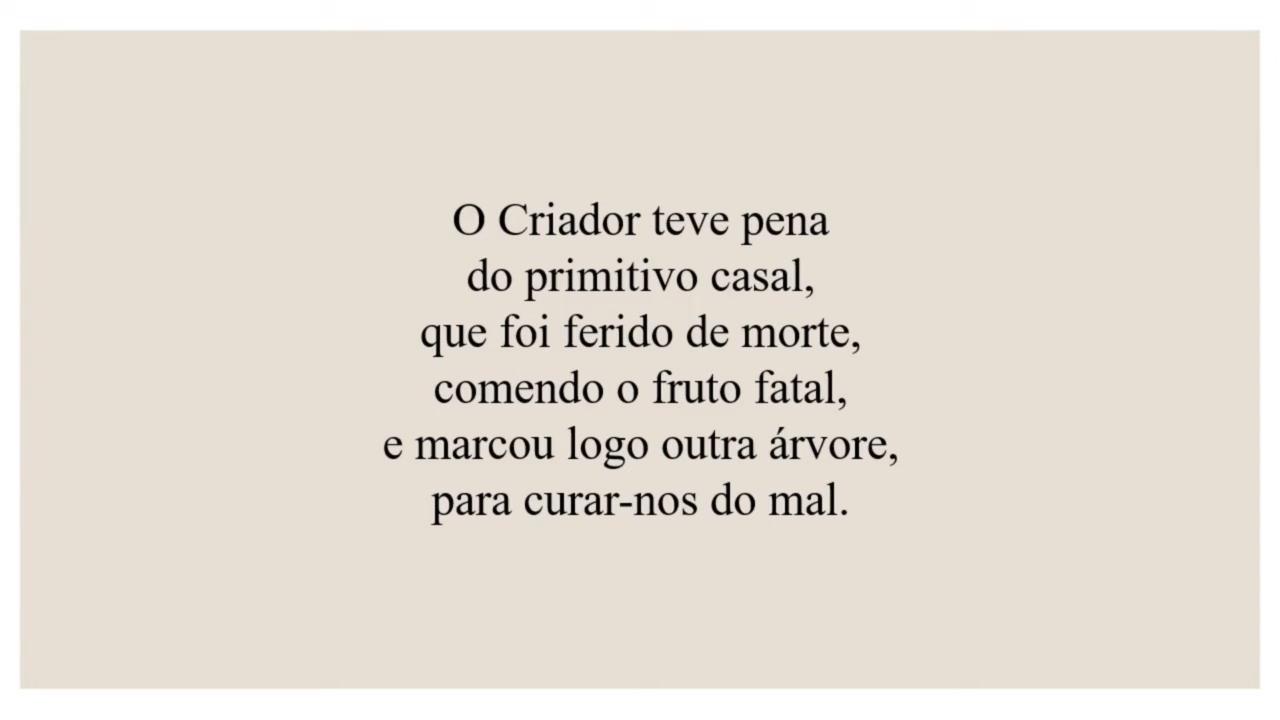 O Criador teve pena
do primitivo casal,
que foi ferido de morte,
comendo o fruto fatal,
e marcou logo outra árvore,
para curar-nos do mal.